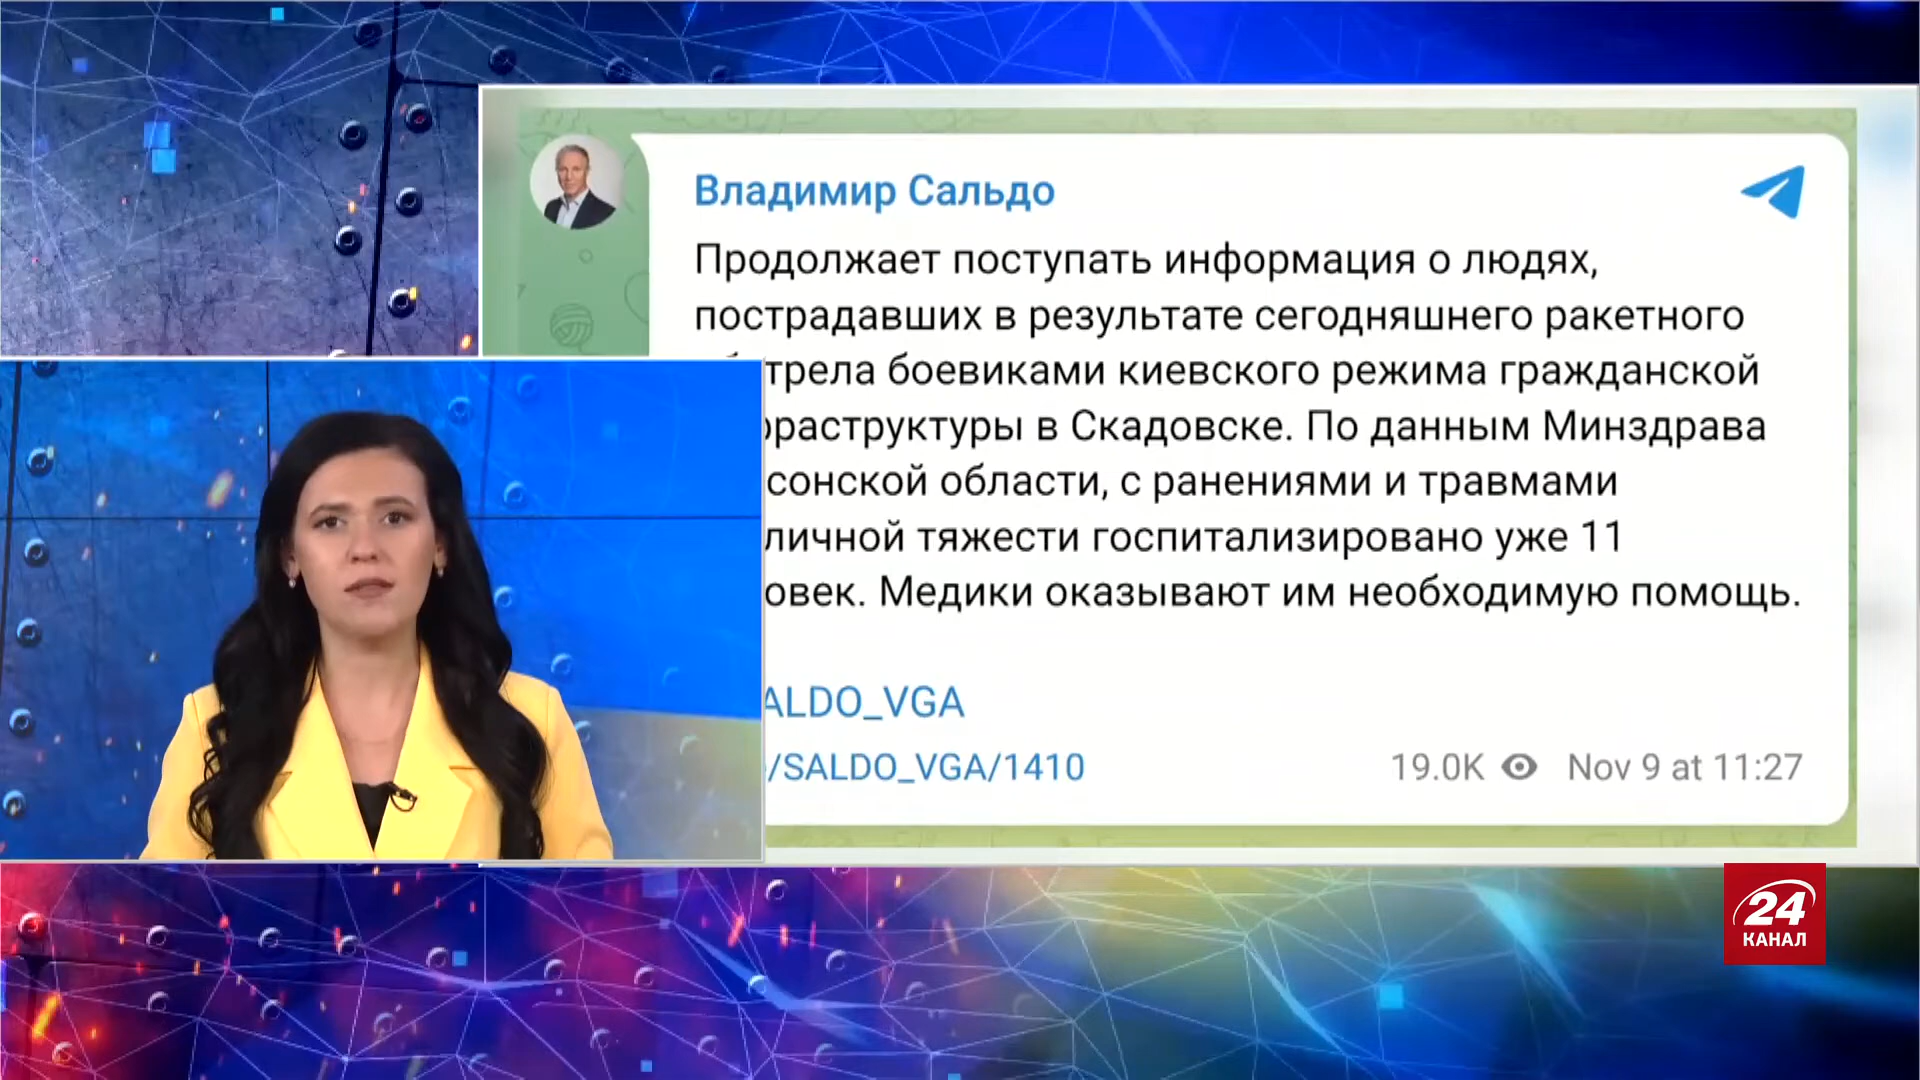 Владимир Сальдо
Продолжает поступать информация о людях,
пострадавших в результате сегодняшнего ракетного
трела боевиками киевского режима гражданской
раструктуры в Скадовске. По данным Минздрава
сонской области, с ранениями и травмами
личной тяжести госпитализировано уже 11
овек. Медики оказывают им необходимую помощь.
ALDO_VGA
/SALDO_VGA/1410
19.0K Nov 9 at 11:27
24
КАНАЛ